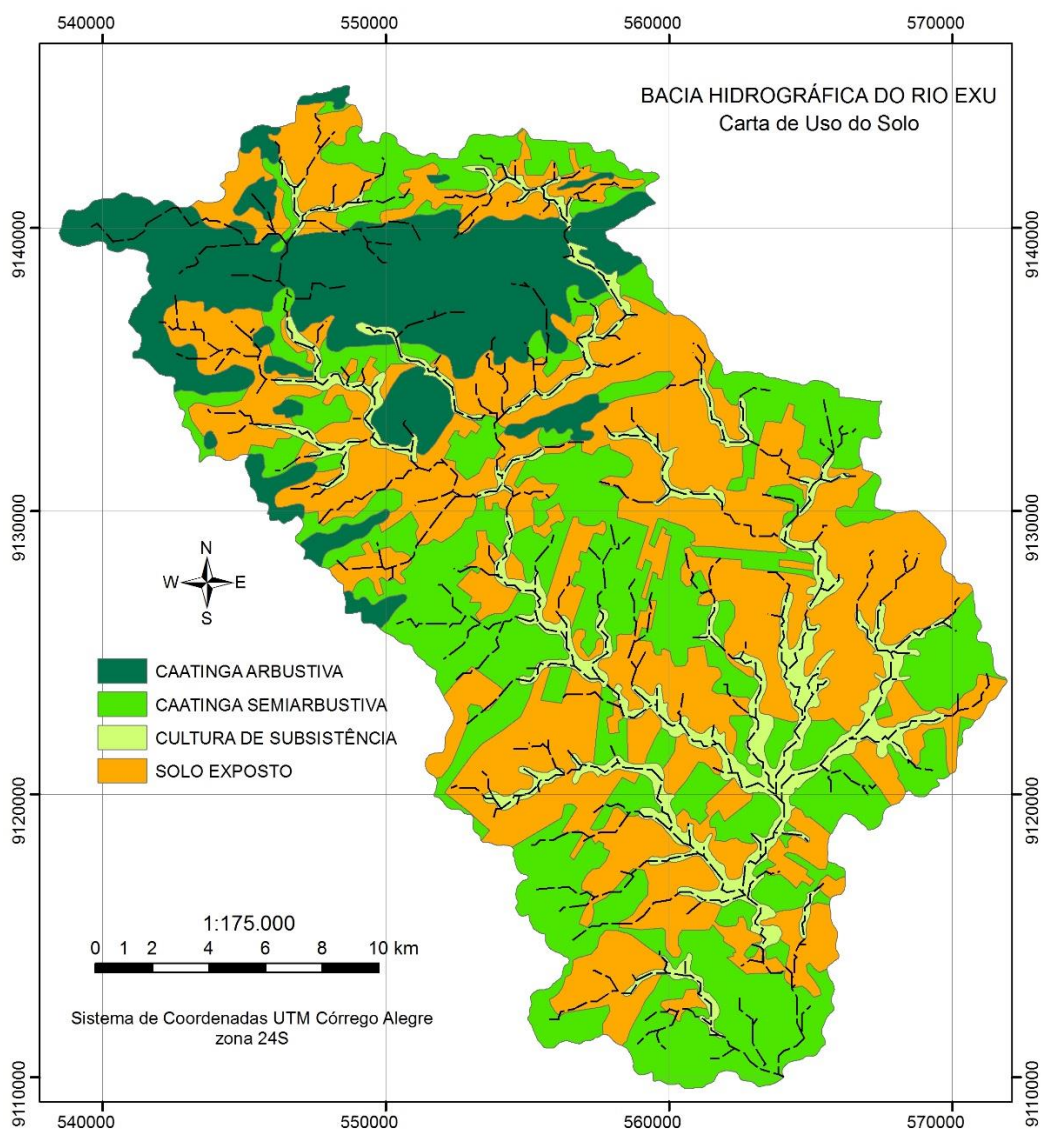 540000 550000 560000 570000
BACIA HIDROGRÁFICA DO RIO EXU
Carta de Uso do Solo
9140000 9140000
9130000 9130000
N
W E
S
CAATINGA ARBUSTIVA
CAATINGA SEMIARBUSTIVA
CULTURA DE SUBSISTÊNCIA
SOLO EXPOSTO
9120000 9120000
1:175.000
0 1 2 4 6 8 10 km
Sistema de Coordenadas UTM Córrego Alegre
zona 24S
9110000 9110000
540000 550000 560000 570000